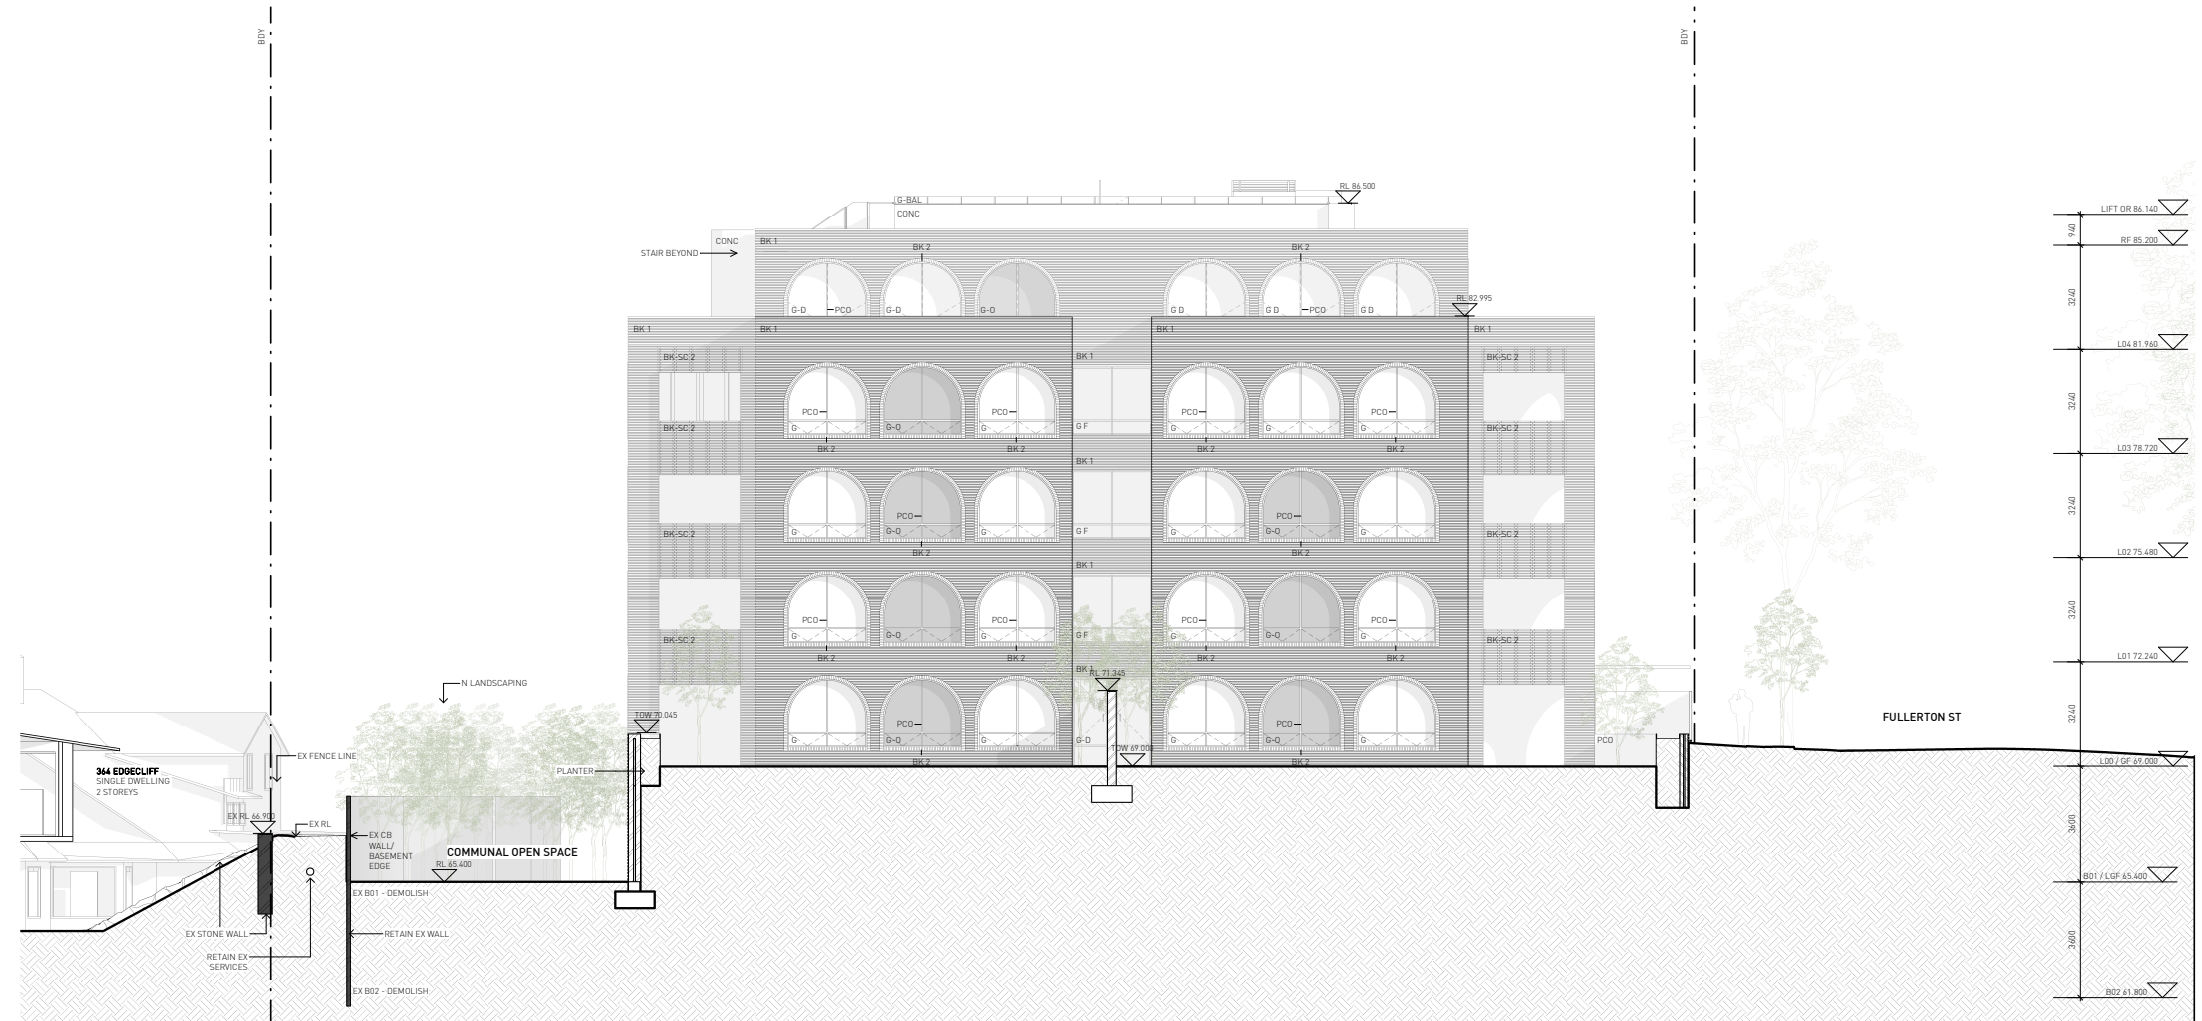 BDY
BDY
RL 86.500
G-BAL
CONC
LIFT OR 86.140
940
CONC
BK 1
BK 2
BK 2
RF 85.200
STAIR BEYOND
3240
RL 82.995
G-D
PCO
G-D
G-O
G D
G D
PCO
G D
BK 1
BK 1
BK 1
BK 1
L04 81.960
BK-SC 2
BK 1
BK-SC 2
3240
PCO
PCO
PCO
PCO
G
G-O
G
G F
G
G
G
BK-SC 2
BK-SC 2
BK 2
BK 2
BK 2
BK 2
L03 78.720
BK 1
3240
PCO
PCO
G
G-O
G
G F
G
G-O
G
BK-SC 2
BK-SC 2
BK 2
BK 2
L02 75.480
BK 1
3240
PCO
PCO
PCO
PCO
G
G-O
G
G F
G
G-O
G
BK-SC 2
BK-SC 2
BK 2
BK 2
BK 2
BK 2
L01 72.240
BK 1
RL 71.345
N LANDSCAPING
3240
TOW 70.045
PCO
PCO
FULLERTON ST
G
G-O
G
G-D
G
G-O
G
PCO
TOW 69.000
EX FENCE LINE
BK 2
BK 2
L00 / GF 69.000
PLANTER
364 EDGECLIFF
SINGLE DWELLING
2 STOREYS
EX RL 66.900
EX RL
3600
EX CB
WALL/
BASEMENT
EDGE
COMMUNAL OPEN SPACE
RL 65.400
B01 / LGF 65.400
EX B01 - DEMOLISH
EX STONE WALL
RETAIN EX WALL
3600
RETAIN EX
SERVICES
EX B02 - DEMOLISH
B02 61.800